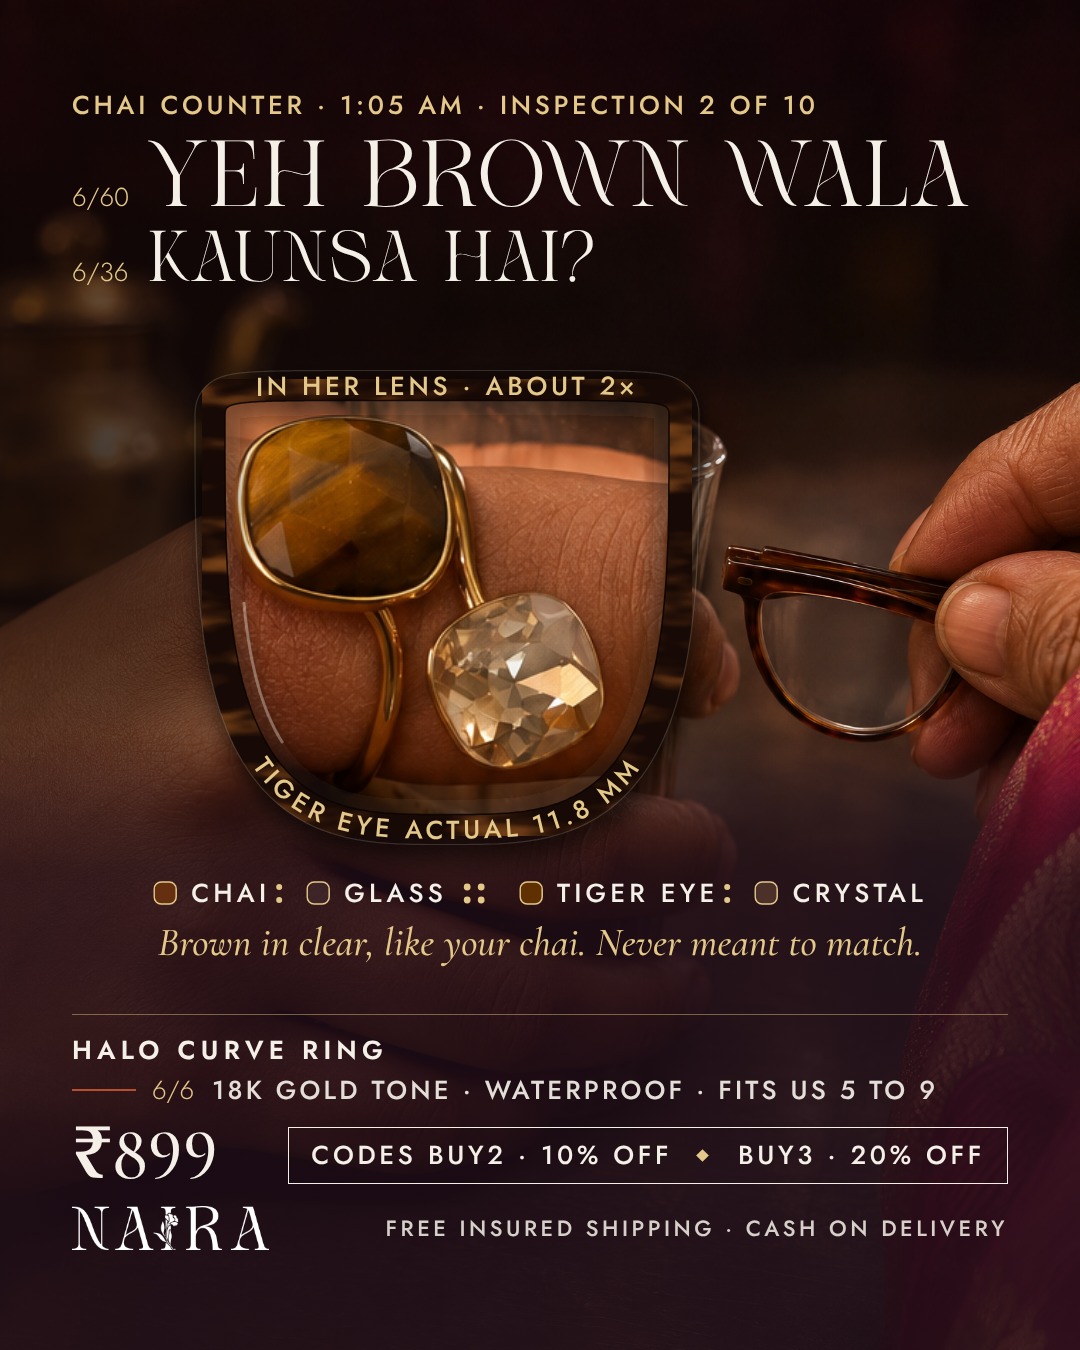 CHAI COUNTER · 1:05 AM · INSPECTION 2 OF 10
6/60 YEH BROWN WALA
6/36 KAUNSA HAI?
IN HER LENS · ABOUT 2×
TIGER EYE ACTUAL 11.8 MM
CHAI : GLASS :: TIGER EYE : CRYSTAL
Brown in clear, like your chai. Never meant to match.
HALO CURVE RING
6/6 18K GOLD TONE · WATERPROOF · FITS US 5 TO 9
₹899
CODES BUY2 · 10% OFF ◆ BUY3 · 20% OFF
NAIRA
FREE INSURED SHIPPING · CASH ON DELIVERY